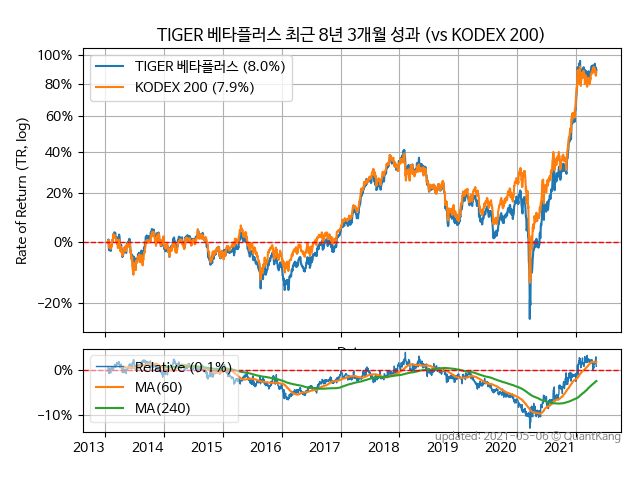 TIGER 베타플러스 최근 8년 3개월 성과 (vs KODEX 200)
Rate of Return (TR, log)
100%
80%
60%
40%
20%
0%
−20%
TIGER 베타플러스 (8.0%)
KODEX 200 (7.9%)
0%
−10%
Relative (0.1%)
MA(60)
MA(240)
2013 2014 2015 2016 2017 2018 2019 2020 2021
updated: 2021-05-06 © QuantKang